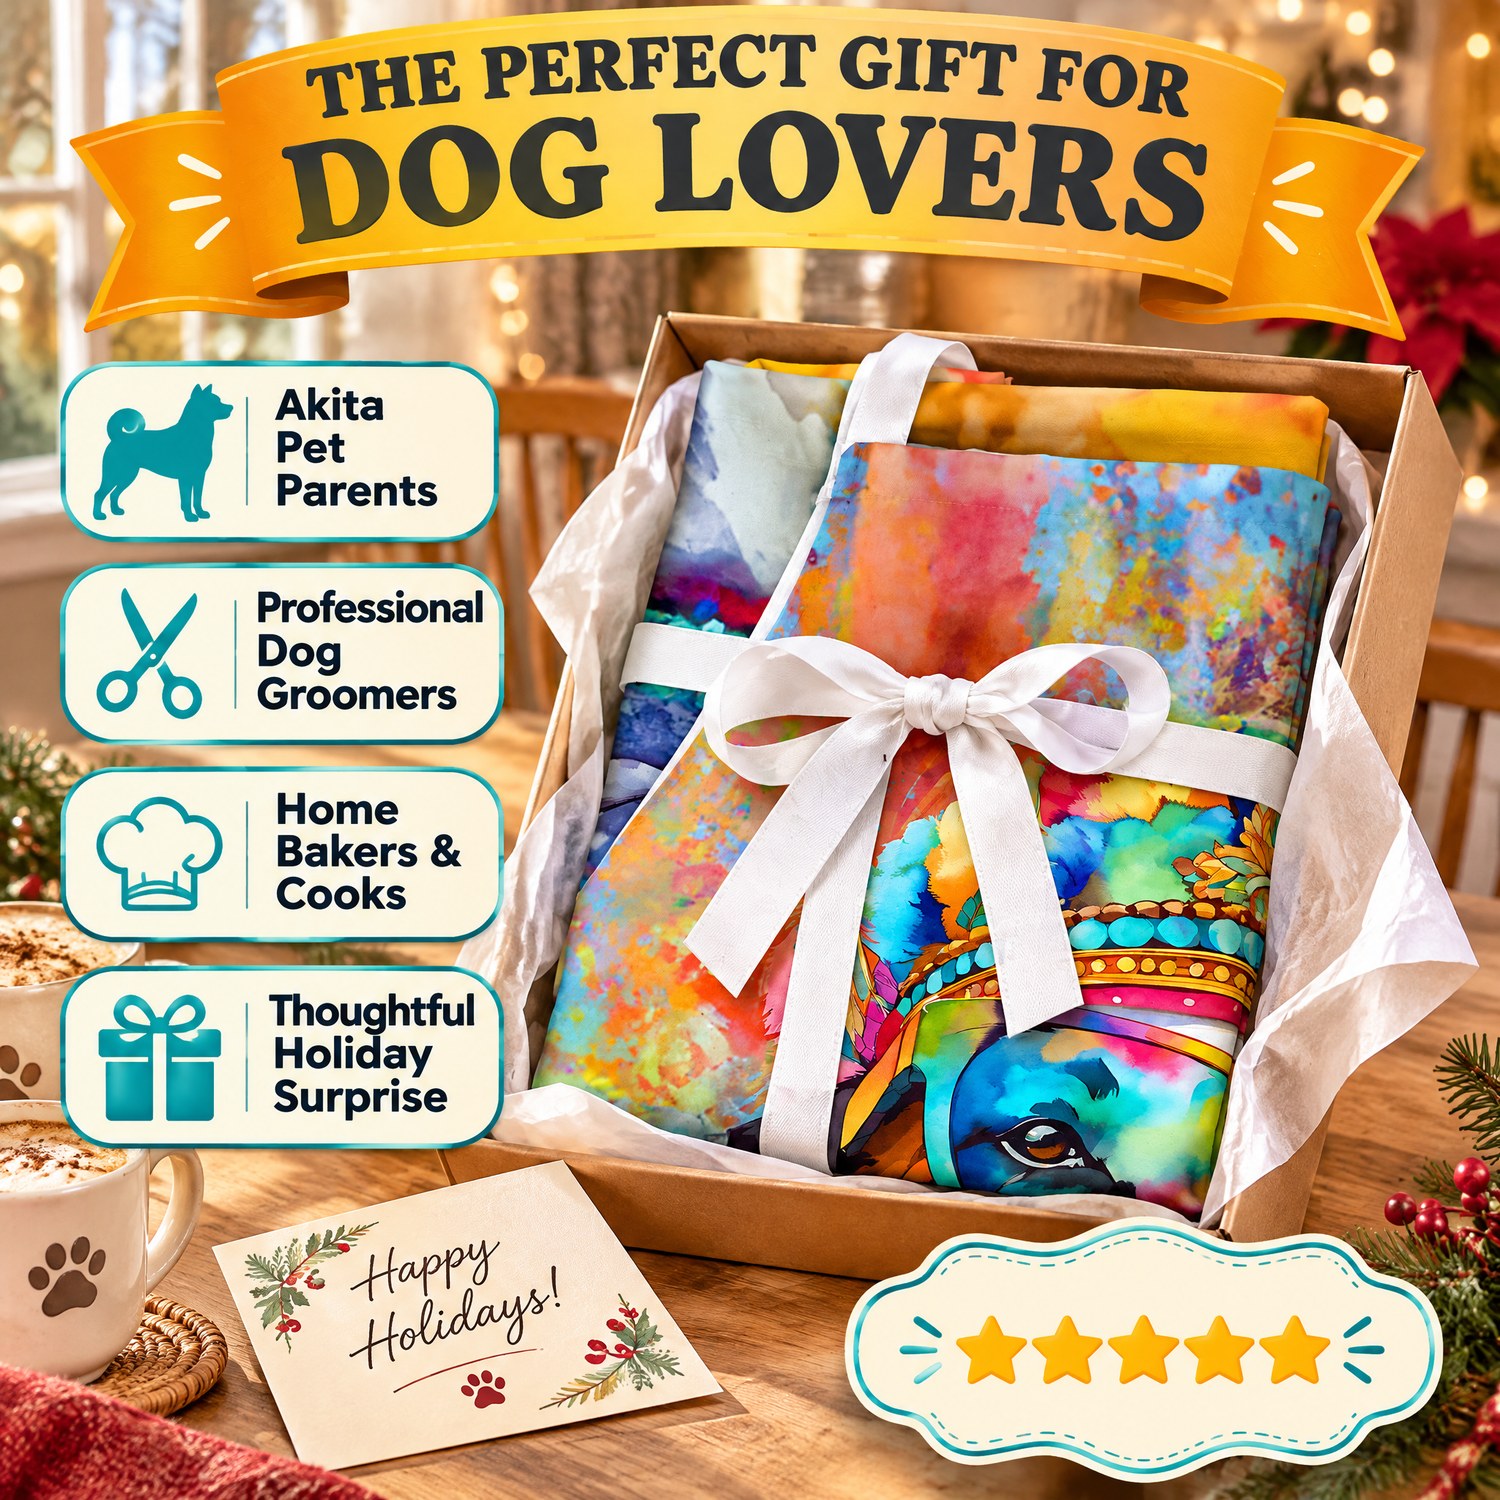 THE PERFECT GIFT FOR
DOG LOVERS
Akita
Pet
Parents
Professional
Dog
Groomers
Home
Bakers &
Cooks
Thoughtful
Holiday
Surprise
Happy
Holidays!